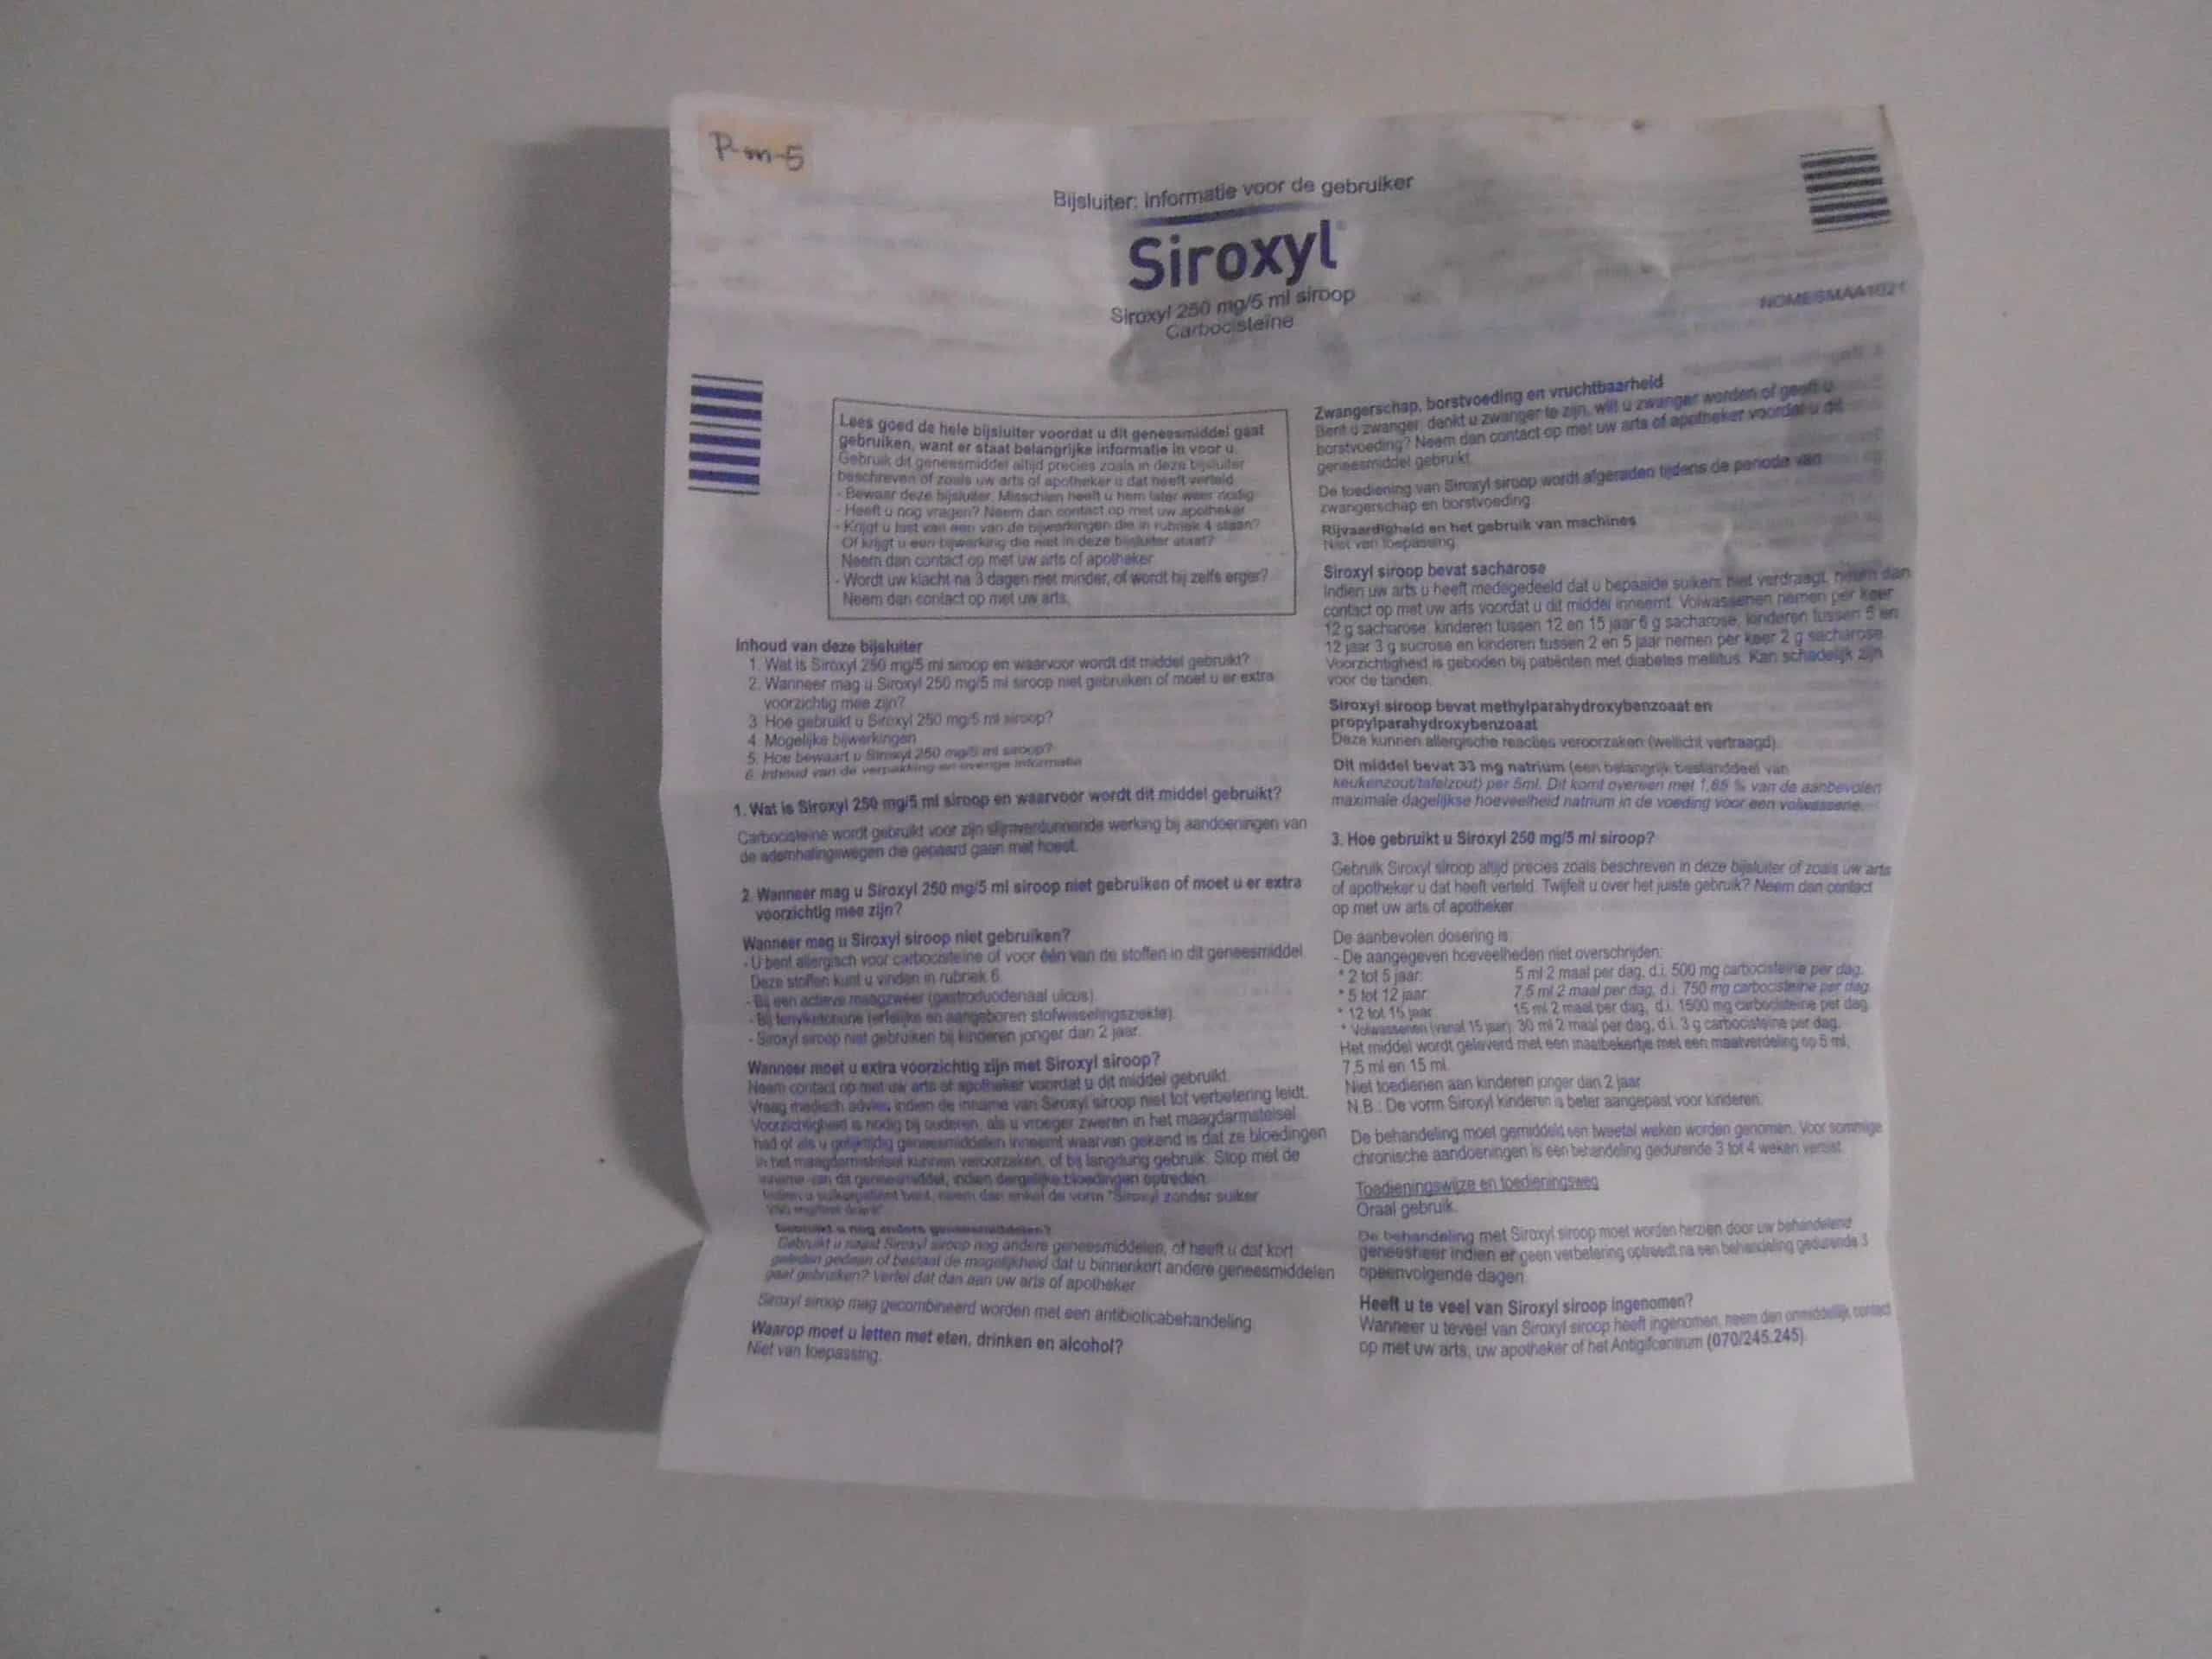 P-m-5
Bijsluiter: informatie voor de gebruiker
Siroxyl®
Siroxyl 250 mg/5 ml siroop
Carbocisteïne
NOMESMAA1021
Lees goed de hele bijsluiter voordat u dit geneesmiddel gaat
gebruiken, want er staat belangrijke informatie in voor u.
Gebruik dit geneesmiddel altijd precies zoals in deze bijsluiter
beschreven of zoals uw arts of apotheker u dat heeft verteld.
- Bewaar deze bijsluiter. Misschien heeft u hem later weer nodig.
- Heeft u nog vragen? Neem dan contact op met uw apotheker.
- Krijgt u last van een van de bijwerkingen die in rubriek 4 staan?
Of krijgt u een bijwerking die niet in deze bijsluiter staat?
Neem dan contact op met uw arts of apotheker.
- Wordt uw klacht na 3 dagen niet minder, of wordt hij zelfs erger?
Neem dan contact op met uw arts.
Inhoud van deze bijsluiter
1. Wat is Siroxyl 250 mg/5 ml siroop en waarvoor wordt dit middel gebruikt?
2. Wanneer mag u Siroxyl 250 mg/5 ml siroop niet gebruiken of moet u er extra
voorzichtig mee zijn?
3. Hoe gebruikt u Siroxyl 250 mg/5 ml siroop?
4. Mogelijke bijwerkingen
5. Hoe bewaart u Siroxyl 250 mg/5 ml siroop?
6. Inhoud van de verpakking en overige informatie
1. Wat is Siroxyl 250 mg/5 ml siroop en waarvoor wordt dit middel gebruikt?
Carbocisteïne wordt gebruikt voor zijn slijmverdunnende werking bij aandoeningen van
de ademhalingswegen die gepaard gaan met hoest.
2. Wanneer mag u Siroxyl 250 mg/5 ml siroop niet gebruiken of moet u er extra
voorzichtig mee zijn?
Wanneer mag u Siroxyl siroop niet gebruiken?
- U bent allergisch voor carbocisteïne of voor één van de stoffen in dit geneesmiddel.
Deze stoffen kunt u vinden in rubriek 6.
- Bij een actieve maagzweer (gastroduodenaal ulcus).
- Bij fenylketonurie (erfelijke en aangeboren stofwisselingsziekte).
- Siroxyl siroop niet gebruiken bij kinderen jonger dan 2 jaar.
Wanneer moet u extra voorzichtig zijn met Siroxyl siroop?
Neem contact op met uw arts of apotheker voordat u dit middel gebruikt.
Vraag medisch advies indien de inname van Siroxyl siroop niet tot verbetering leidt.
Voorzichtigheid is nodig bij ouderen, als u vroeger zweren in het maagdarmstelsel
had of als u gelijktijdig geneesmiddelen inneemt waarvan gekend is dat ze bloedingen
in het maagdarmstelsel kunnen veroorzaken, of bij langdurig gebruik. Stop met de
inname van dit geneesmiddel, indien dergelijke bloedingen optreden.
Indien u suikerpatiënt bent, neem dan enkel de vorm "Siroxyl zonder suiker
Gebruikt u nog andere geneesmiddelen?
Gebruikt u naast Siroxyl siroop nog andere geneesmiddelen, of heeft u dat kort
geleden gedaan of bestaat de mogelijkheid dat u binnenkort andere geneesmiddelen
gaat gebruiken? Vertel dat dan aan uw arts of apotheker.
Siroxyl siroop mag gecombineerd worden met een antibioticabehandeling.
Waarop moet u letten met eten, drinken en alcohol?
Niet van toepassing.
Zwangerschap, borstvoeding en vruchtbaarheid
Bent u zwanger, denkt u zwanger te zijn, wilt u zwanger worden of geeft u
borstvoeding? Neem dan contact op met uw arts of apotheker voordat u dit
geneesmiddel gebruikt.
De toediening van Siroxyl siroop wordt afgeraden tijdens de periode van
zwangerschap en borstvoeding.
Rijvaardigheid en het gebruik van machines
Niet van toepassing.
Siroxyl siroop bevat sacharose
Indien uw arts u heeft medegedeeld dat u bepaalde suikers niet verdraagt, neem dan
contact op met uw arts voordat u dit middel inneemt. Volwassenen nemen per keer
12 g sacharose, kinderen tussen 12 en 15 jaar 6 g sacharose, kinderen tussen 5 en
12 jaar 3 g sucrose en kinderen tussen 2 en 5 jaar nemen per keer 2 g sacharose.
Voorzichtigheid is geboden bij patiënten met diabetes mellitus. Kan schadelijk zijn
voor de tanden.
Siroxyl siroop bevat methylparahydroxybenzoaat en
propylparahydroxybenzoaat
Deze kunnen allergische reacties veroorzaken (wellicht vertraagd).
Dit middel bevat 33 mg natrium (een belangrijk bestanddeel van
keukenzout/tafelzout) per 5ml. Dit komt overeen met 1,65 % van de aanbevolen
maximale dagelijkse hoeveelheid natrium in de voeding voor een volwassene.
3. Hoe gebruikt u Siroxyl 250 mg/5 ml siroop?
Gebruik Siroxyl siroop altijd precies zoals beschreven in deze bijsluiter of zoals uw arts
of apotheker u dat heeft verteld. Twijfelt u over het juiste gebruik? Neem dan contact
op met uw arts of apotheker.
De aanbevolen dosering is:
- De aangegeven hoeveelheden niet overschrijden:
* 2 tot 5 jaar: 5 ml 2 maal per dag, d.i. 500 mg carbocisteïne per dag.
* 5 tot 12 jaar: 7,5 ml 2 maal per dag, d.i. 750 mg carbocisteïne per dag.
* 12 tot 15 jaar: 15 ml 2 maal per dag, d.i. 1500 mg carbocisteïne per dag.
* Volwassenen (vanaf 15 jaar): 30 ml 2 maal per dag, d.i. 3 g carbocisteïne per dag.
Het middel wordt geleverd met een maatbekertje met een maatverdeling op 5 ml,
7,5 ml en 15 ml.
Niet toedienen aan kinderen jonger dan 2 jaar.
N.B.: De vorm Siroxyl kinderen is beter aangepast voor kinderen.
De behandeling moet gemiddeld een tweetal weken worden genomen. Voor sommige
chronische aandoeningen is een behandeling gedurende 3 tot 4 weken vereist.
Toedieningswijze en toedieningsweg
Oraal gebruik.
De behandeling met Siroxyl siroop moet worden herzien door uw behandelend
geneesheer indien er geen verbetering optreedt na een behandeling gedurende 3
opeenvolgende dagen.
Heeft u te veel van Siroxyl siroop ingenomen?
Wanneer u teveel van Siroxyl siroop heeft ingenomen, neem dan onmiddellijk contact
op met uw arts, uw apotheker of het Antigifcentrum (070/245.245).